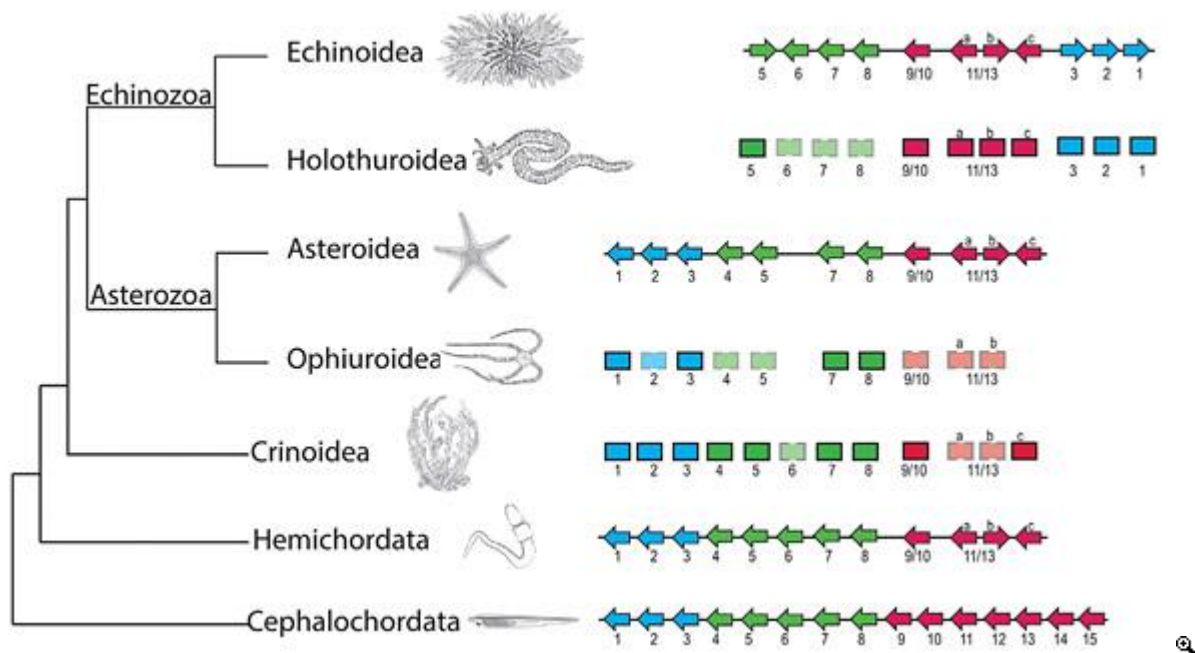 Echinoidea
a b c
5 6 7 8 9/10 11/13 3 2 1
Echinozoa
Holothuroidea
a b c
5 6 7 8 9/10 11/13 3 2 1
Asteroidea
a b c
1 2 3 4 5 7 8 9/10 11/13
Asterozoa
Ophiuroidea
a b
1 2 3 4 5 7 8 9/10 11/13
Crinoidea
a b c
1 2 3 4 5 6 7 8 9/10 11/13
Hemichordata
a b c
1 2 3 4 5 6 7 8 9/10 11/13
Cephalochordata
1 2 3 4 5 6 7 8 9 10 11 12 13 14 15